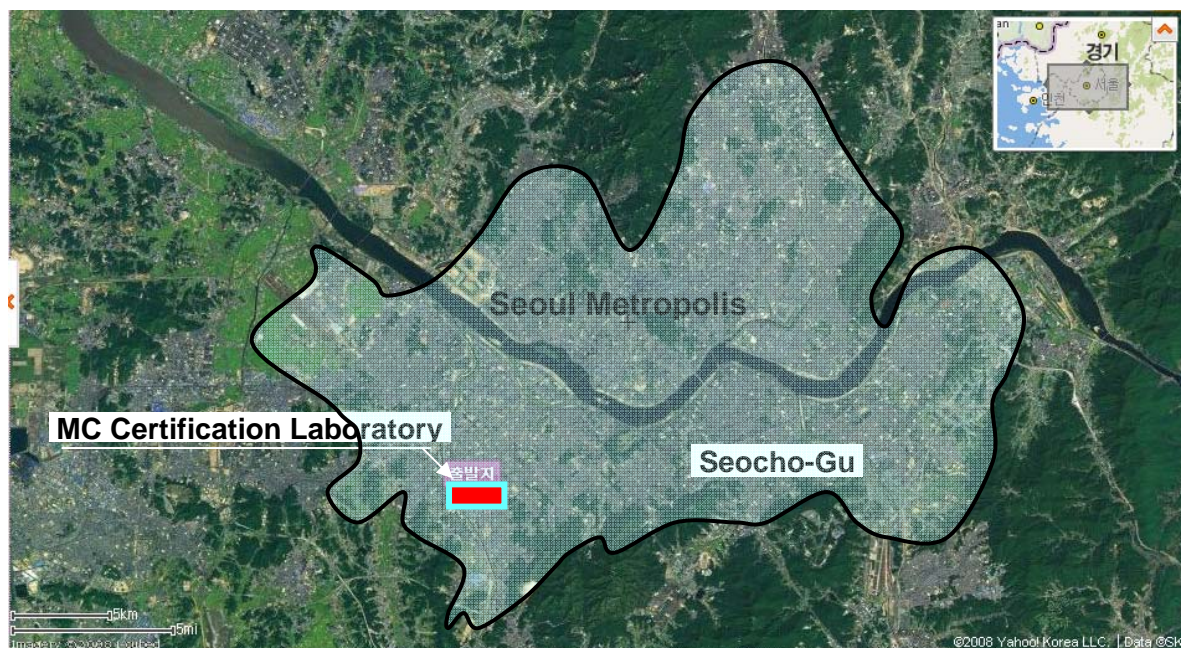 an
경기
서울
인천
Seoul Metropolis
MC Certification Laboratory
Seocho-Gu
출발지
5km
5mi
©2008 Yahoo! Korea LLC. | Data ©SK